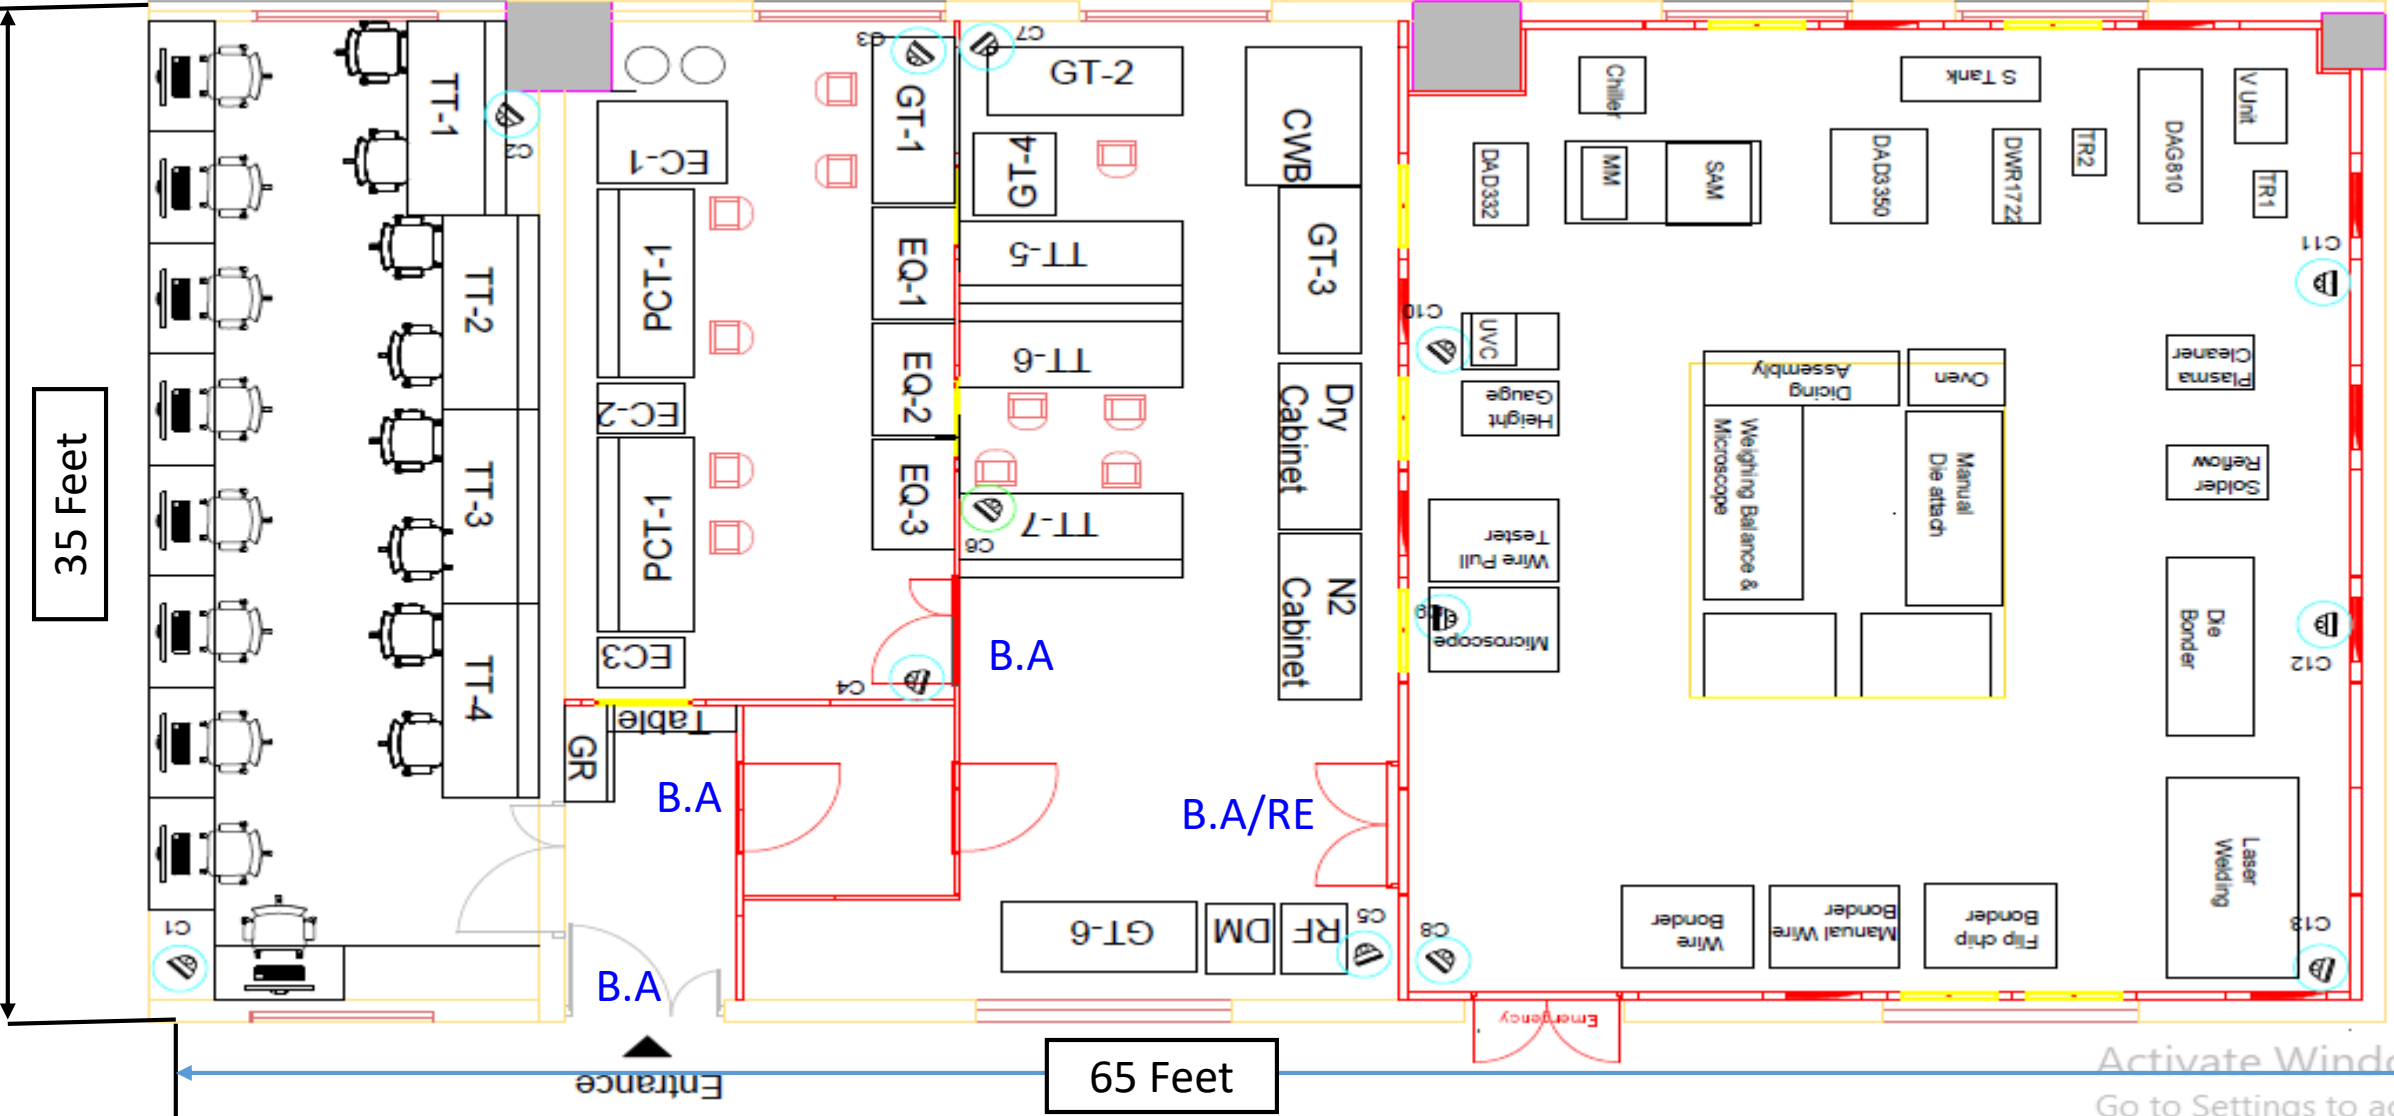 C3
C7
GT-2
TT-1
GT-1
CWB
Chiller
S Tank
V Unit
C2
EC-1
GT-4
DAD332
MM
SAM
DAD3350
DWR1722
TR2
DAG810
TR1
PCT-1
EQ-1
TT-5
GT-3
C11
TT-2
C10
UVC
EQ-2
TT-6
Dry
Cabinet
Height
Gauge
Dicing
Assembly
Oven
Plasma
Cleaner
EC-2
35 Feet
TT-3
PCT-1
EQ-3
TT-7
C6
Weighing Balance &
Microscope
Manual
Die attach
Solder
Reflow
Wire Pull
Tester
N2
Cabinet
C9
Microscope
Die
Bonder
C12
EC3
B.A
C4
TT-4
Table
GR
B.A
B.A/RE
Laser
Welding
C1
GT-6
DM
RF
C5
C8
Wire
Bonder
Manual Wire
Bonder
Flip chip
Bonder
C13
B.A
Emergency
Entrance
65 Feet
Activate Windo
Go to Settings to ac